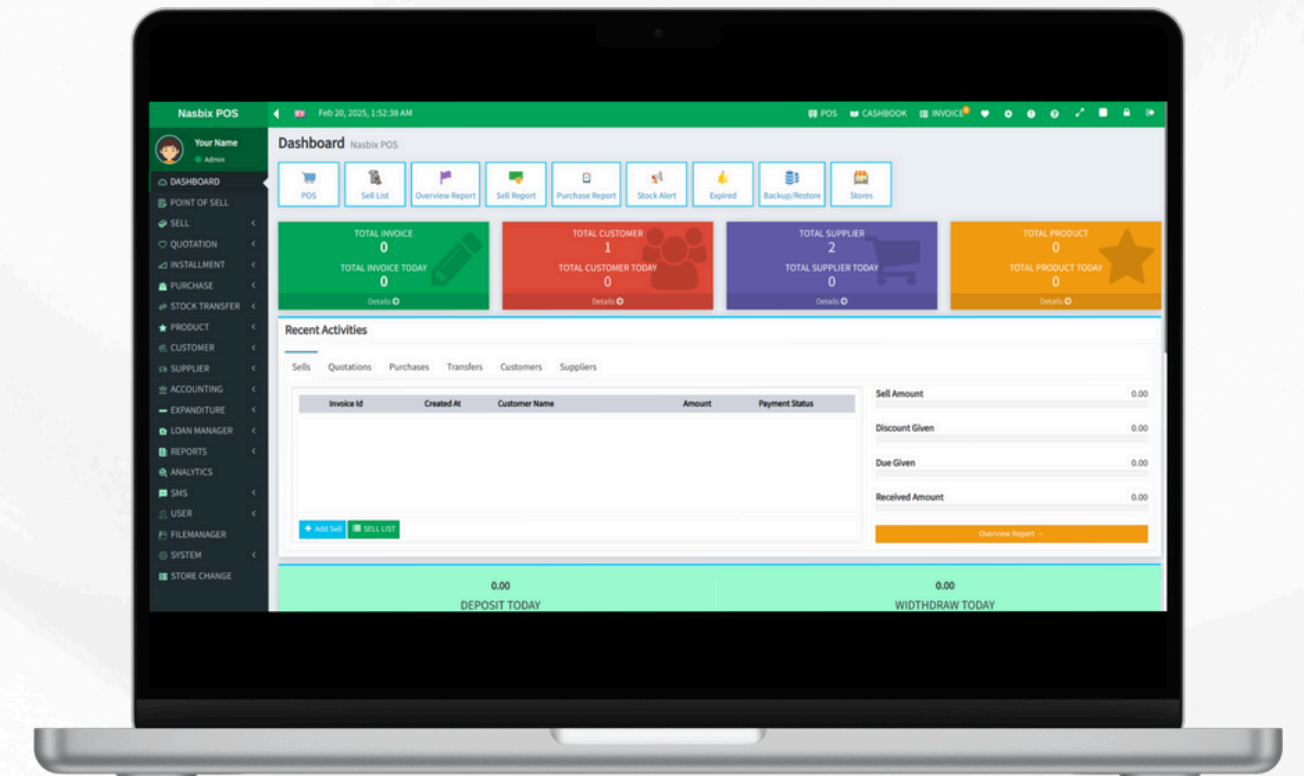 Nasbix POS
Feb 20, 2025, 1:52:38 AM
POS
CASHBOOK
INVOICE
Your Name
Admin
DASHBOARD
POINT OF SELL
SELL
QUOTATION
INSTALLMENT
PURCHASE
STOCK TRANSFER
PRODUCT
CUSTOMER
SUPPLIER
ACCOUNTING
EXPANDITURE
LOAN MANAGER
REPORTS
ANALYTICS
SMS
USER
FILEMANAGER
SYSTEM
STORE CHANGE
Dashboard Nasbix POS
POS
Sell List
Overview Report
Sell Report
Purchase Report
Stock Alert
Expired
Backup/Restore
Stores
TOTAL INVOICE
0
TOTAL INVOICE TODAY
0
Details
TOTAL CUSTOMER
1
TOTAL CUSTOMER TODAY
0
Details
TOTAL SUPPLIER
2
TOTAL SUPPLIER TODAY
0
Details
TOTAL PRODUCT
0
TOTAL PRODUCT TODAY
0
Details
Recent Activities
Sells Quotations Purchases Transfers Customers Suppliers
Invoice Id Created At Customer Name Amount Payment Status
+ Add Sell
SELL LIST
Sell Amount 0.00
Discount Given 0.00
Due Given 0.00
Received Amount 0.00
Overview Report →
0.00
DEPOSIT TODAY
0.00
WIDTHDRAW TODAY